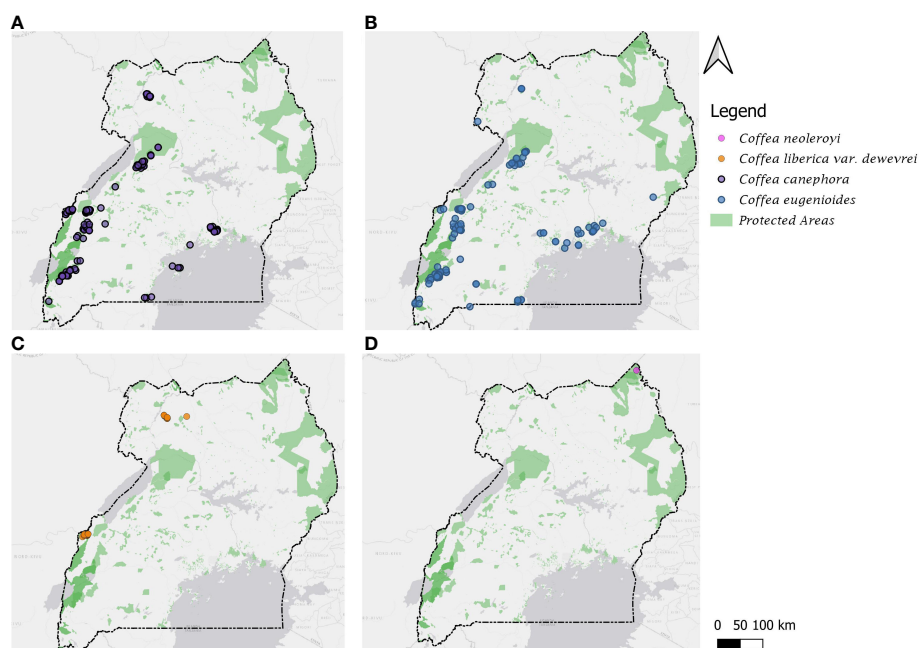 A
B
Legend
Coffea neoleroyi
Coffea liberica var. dewevrei
Coffea canephora
Coffea eugenioides
Protected Areas
C
D
0 50 100 km